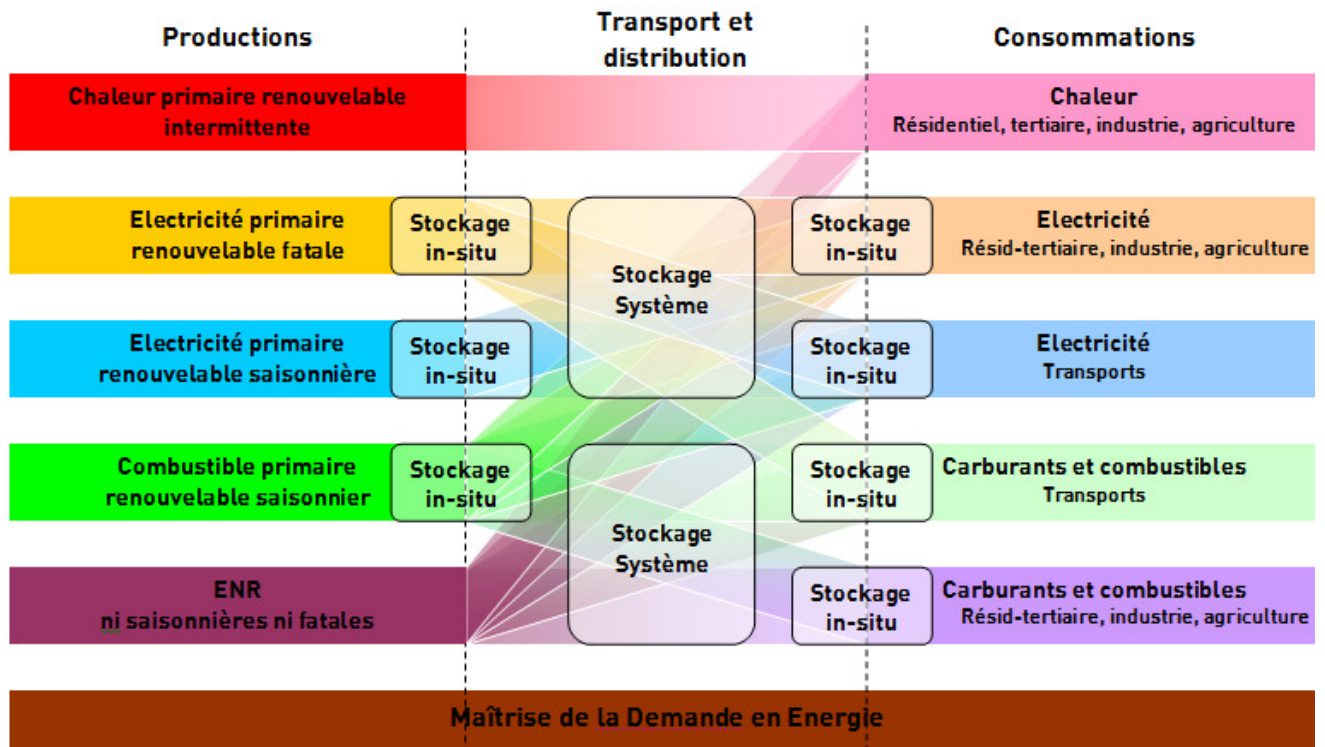 Productions
Transport et
distribution
Consommations
Chaleur primaire renouvelable
intermittente
Chaleur
Résidentiel, tertiaire, industrie, agriculture
Electricité primaire
renouvelable fatale
Stockage
in-situ
Stockage
Système
Stockage
in-situ
Electricité
Résid-tertiaire, industrie, agriculture
Electricité primaire
renouvelable saisonnière
Stockage
in-situ
Stockage
in-situ
Electricité
Transports
Combustible primaire
renouvelable saisonnier
Stockage
in-situ
Stockage
Système
Stockage
in-situ
Carburants et combustibles
Transports
ENR
ni saisonnières ni fatales
Stockage
in-situ
Carburants et combustibles
Résid-tertiaire, industrie, agriculture
Maîtrise de la Demande en Energie